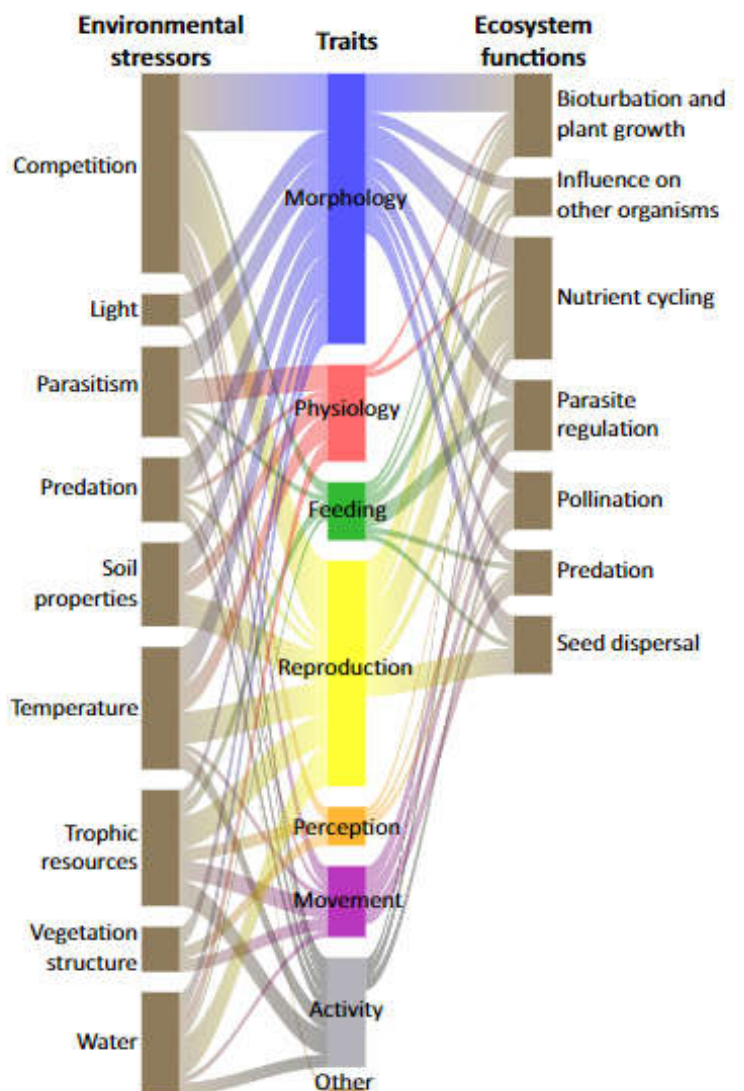 Environmental
stressors
Traits
Ecosystem
functions
Competition
Light
Parasitism
Predation
Soil
properties
Temperature
Trophic
resources
Vegetation
structure
Water
Morphology
Physiology
Feeding
Reproduction
Perception
Movement
Activity
Other
Bioturbation and
plant growth
Influence on
other organisms
Nutrient cycling
Parasite
regulation
Pollination
Predation
Seed dispersal